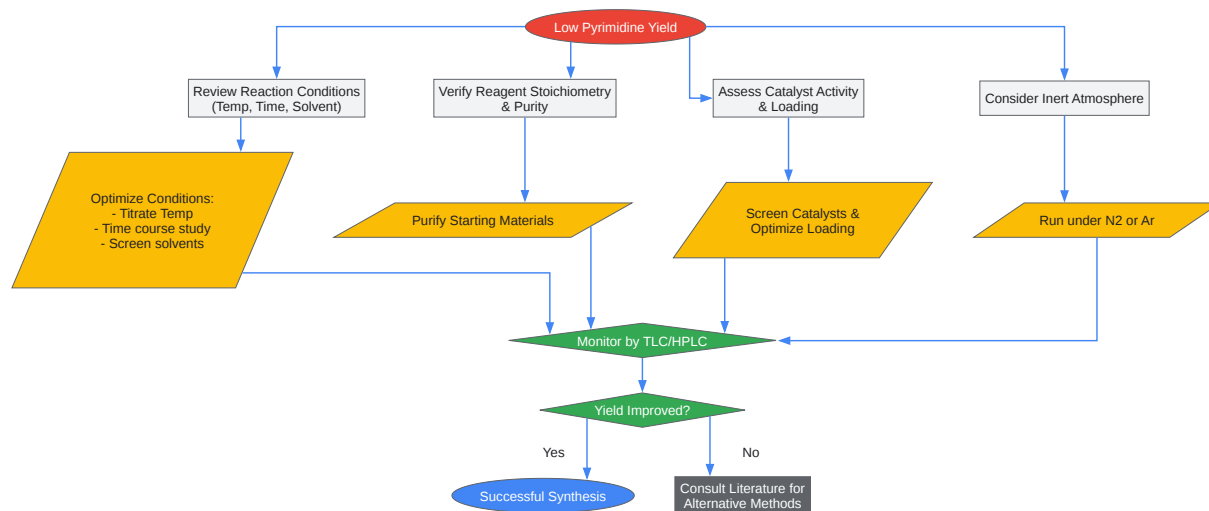 Low Pyrimidine Yield
Review Reaction Conditions
(Temp, Time, Solvent)
Verify Reagent Stoichiometry
& Purity
Assess Catalyst Activity
& Loading
Consider Inert Atmosphere
Optimize Conditions:
- Titrate Temp
- Time course study
- Screen solvents
Purify Starting Materials
Screen Catalysts &
Optimize Loading
Run under N2 or Ar
Monitor by TLC/HPLC
Yield Improved?
Yes
No
Successful Synthesis
Consult Literature for
Alternative Methods